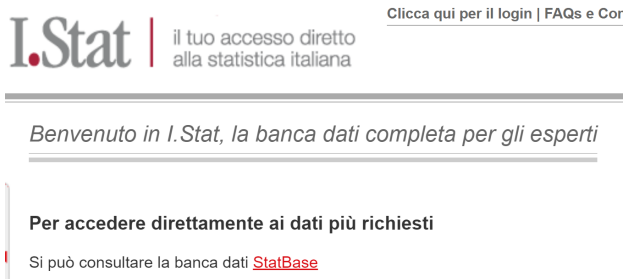 Clicca qui per il login | FAQs e
I.Stat
il tuo accesso diretto
alla statistica italiana
Benvenuto in I.Stat, la banca dati completa per gli esperti
Per accedere direttamente ai dati più richiesti
Si può consultare la banca dati StatBase